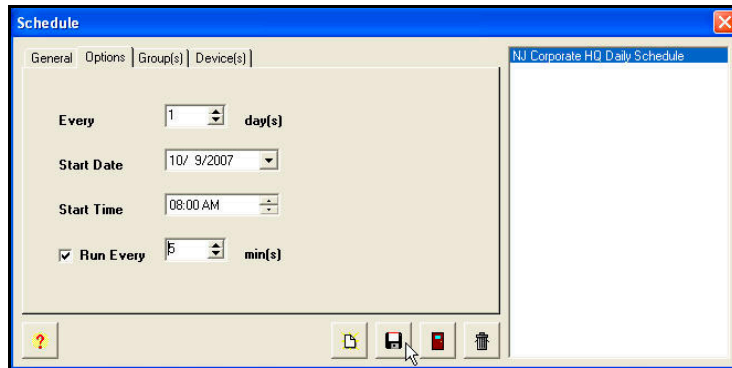 Schedule
General Options Group(s) Device(s)
NJ Corporate HQ Daily Schedule
Every 1 day(s)
Start Date 10/ 9/2007
Start Time 08:00 AM
Run Every 5 min(s)
?